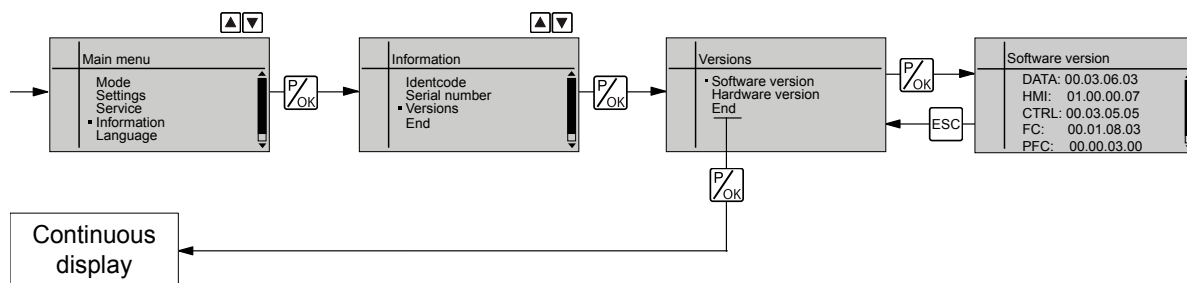 Main menu
Mode
Settings
Service
Information
Language
P/OK
Information
Identcode
Serial number
Versions
End
P/OK
Versions
Software version
Hardware version
End
P/OK
ESC
Software version
DATA: 00.03.06.03
HMI: 01.00.00.07
CTRL: 00.03.05.05
FC: 00.01.08.03
PFC: 00.00.03.00
P/OK
Continuous
display